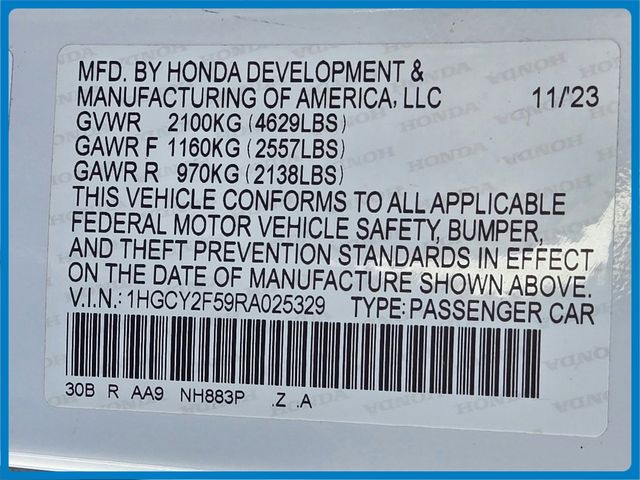 MFD. BY HONDA DEVELOPMENT &
MANUFACTURING OF AMERICA, LLC 11/'23
GVWR 2100KG (4629LBS)
GAWR F 1160KG (2557LBS)
GAWR R 970KG (2138LBS)
THIS VEHICLE CONFORMS TO ALL APPLICABLE
FEDERAL MOTOR VEHICLE SAFETY, BUMPER,
AND THEFT PREVENTION STANDARDS IN EFFECT
ON THE DATE OF MANUFACTURE SHOWN ABOVE.
V.I.N.: 1HGCY2F59RA025329 TYPE: PASSENGER CAR
30B R AA9 NH883P .Z .A